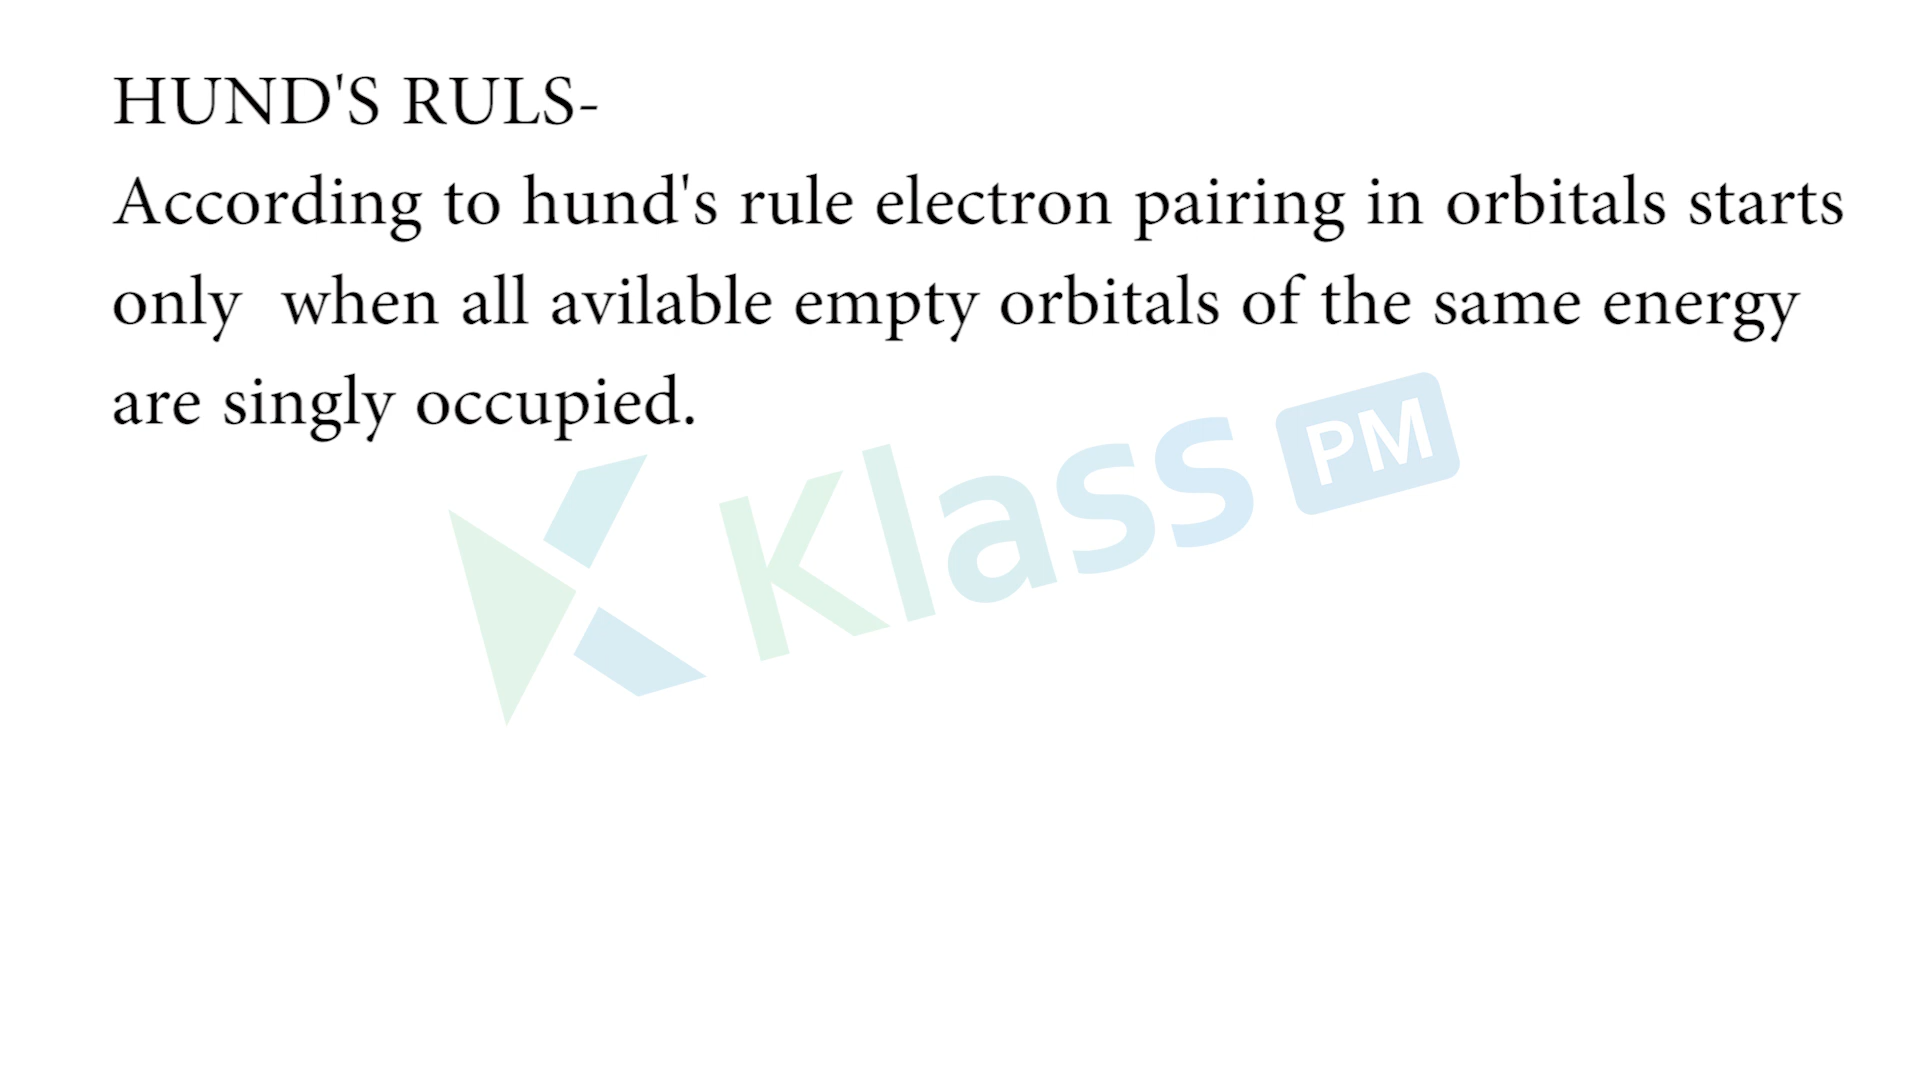 HUND'S RULS-
According to hund's rule electron pairing in orbitals starts
only  when all avilable empty orbitals of the same energy
are singly occupied.
Klass PM